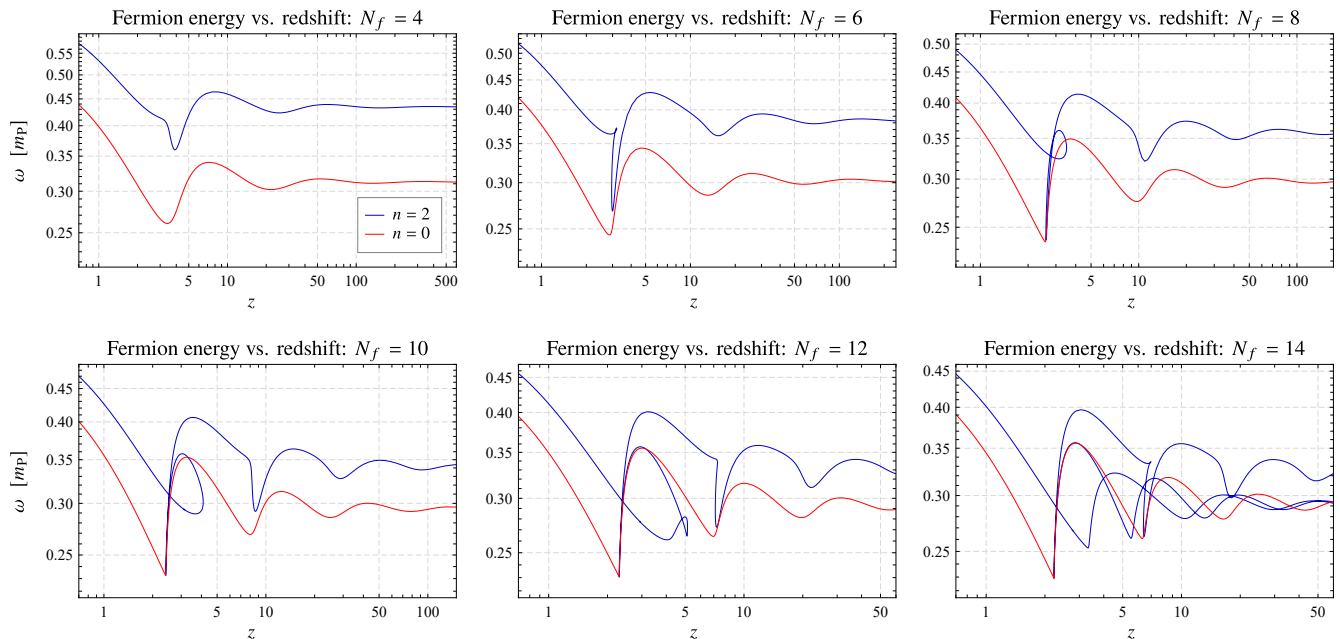 Fermion energy vs. redshift: N_f = 4
ω [m_P]
0.55
0.50
0.45
0.40
0.35
0.30
0.25
n = 2
n = 0
1 5 10 50 100 500
z
Fermion energy vs. redshift: N_f = 6
0.50
0.45
0.40
0.35
0.30
0.25
1 5 10 50 100
z
Fermion energy vs. redshift: N_f = 8
0.50
0.45
0.40
0.35
0.30
0.25
1 5 10 50 100
z
Fermion energy vs. redshift: N_f = 10
ω [m_P]
0.45
0.40
0.35
0.30
0.25
1 5 10 50 100
z
Fermion energy vs. redshift: N_f = 12
0.45
0.40
0.35
0.30
0.25
1 5 10 50
z
Fermion energy vs. redshift: N_f = 14
0.45
0.40
0.35
0.30
0.25
1 5 10 50
z